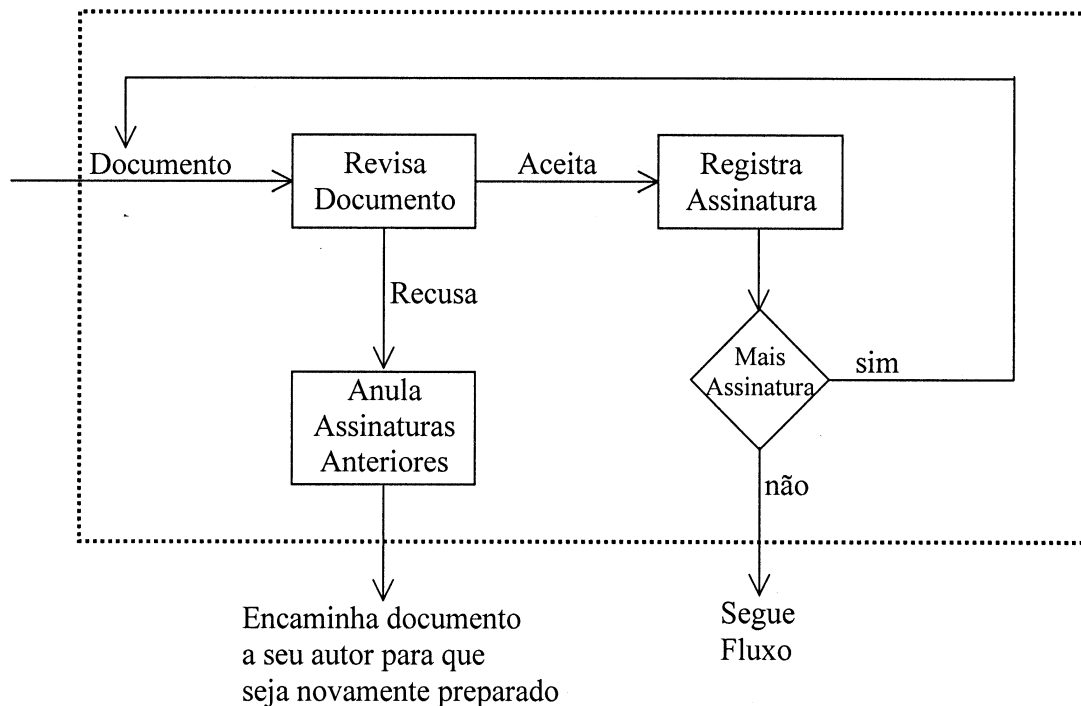 Documento
Revisa
Documento
Aceita
Registra
Assinatura
Recusa
Mais
Assinatura
sim
Anula
Assinaturas
Anteriores
não
Encaminha documento
a seu autor para que
seja novamente preparado
Segue
Fluxo